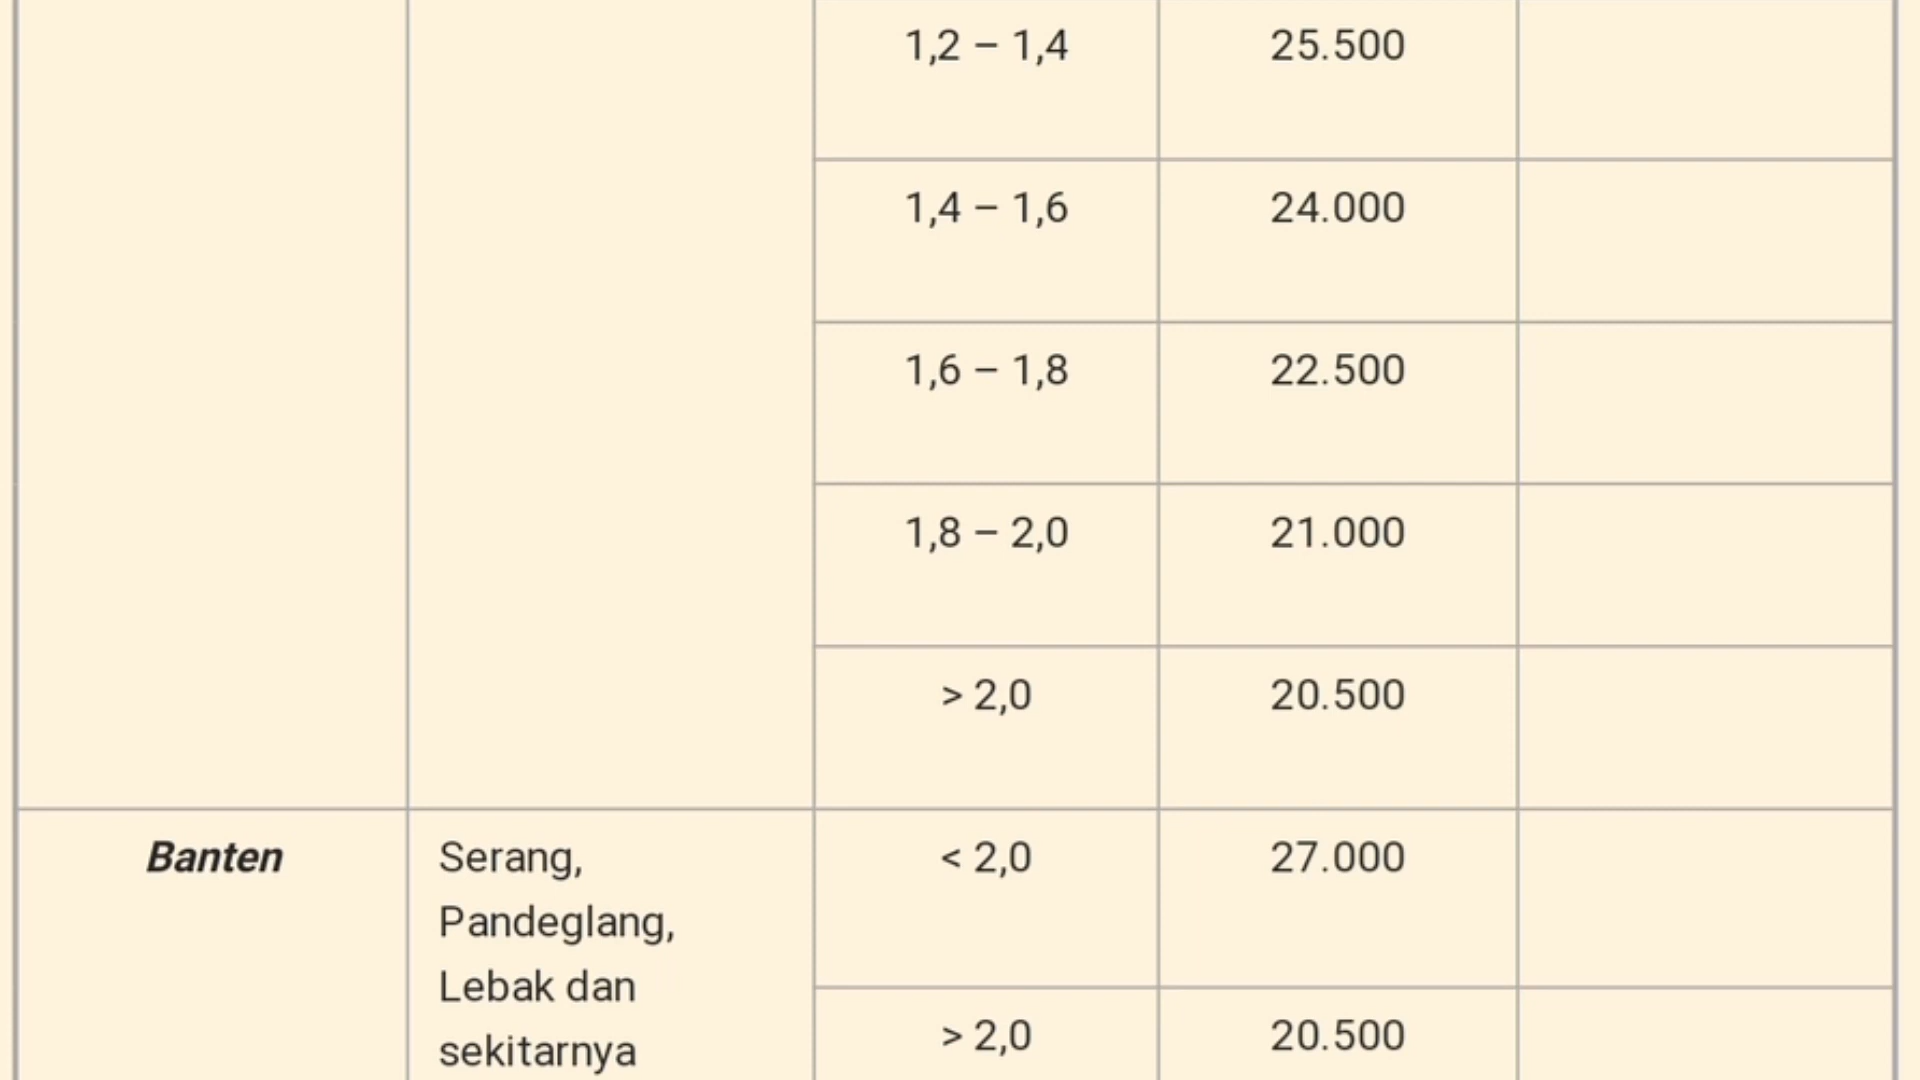 1,2 – 1,4 25.500
1,4 – 1,6 24.000
1,6 – 1,8 22.500
1,8 – 2,0 21.000
> 2,0 20.500
Banten Serang, < 2,0 27.000
Pandeglang,
Lebak dan
sekitarnya > 2,0 20.500